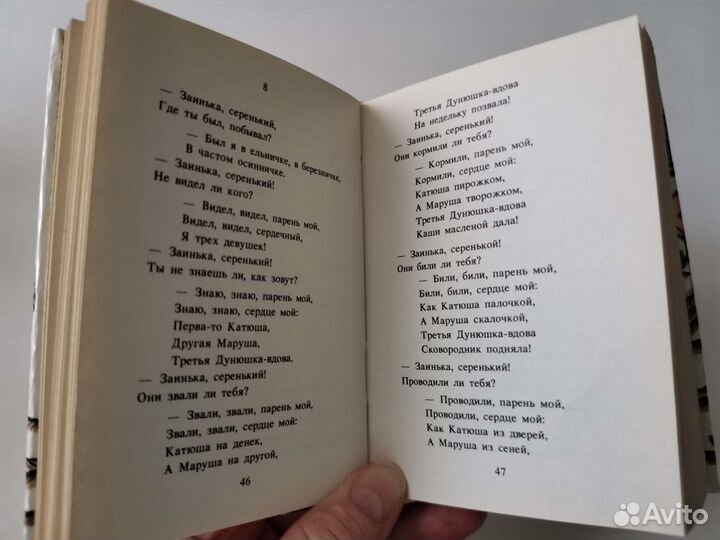 8
— Заинька, серенький,
Где ты был, побывал?
— Был я в ельничке, в березничке,
В частом осинничке.
— Заинька, серенький!
Не видел ли кого?
— Видел, видел, парень мой,
Видел, видел, сердечный,
Я трех девушек!
— Заинька, серенький!
Ты не знаешь ли, как зовут?
— Знаю, знаю, парень мой,
Знаю, знаю, сердце мой:
Перва-то Катюша,
Другая Маруша,
Третья Дунюшка-вдова.
— Заинька, серенький!
Они звали ли тебя?
— Звали, звали, парень мой,
Звали, звали, сердце мой:
Катюша на денек,
А Маруша на другой,
46
Третья Дунюшка-вдова
На недельку позвала!
— Заинька, серенький!
Они кормили ли тебя?
— Кормили, парень мой,
Кормили, сердце мой:
Катюша пирожком,
А Маруша творожком,
Третья Дунюшка-вдова
Каши масленой дала!
— Заинька, серенькой!
Они били ли тебя?
— Били, били, парень мой,
Били, били, сердце мой:
Как Катюша палочкой,
А Маруша скалочкой,
Третья Дунюшка-вдова
Сковородник подняла!
— Заинька, серенький!
Проводили ли тебя?
— Проводили, парень мой,
Проводили, сердце мой:
Как Катюша из дверей,
А Маруша из сеней,
47
Avito